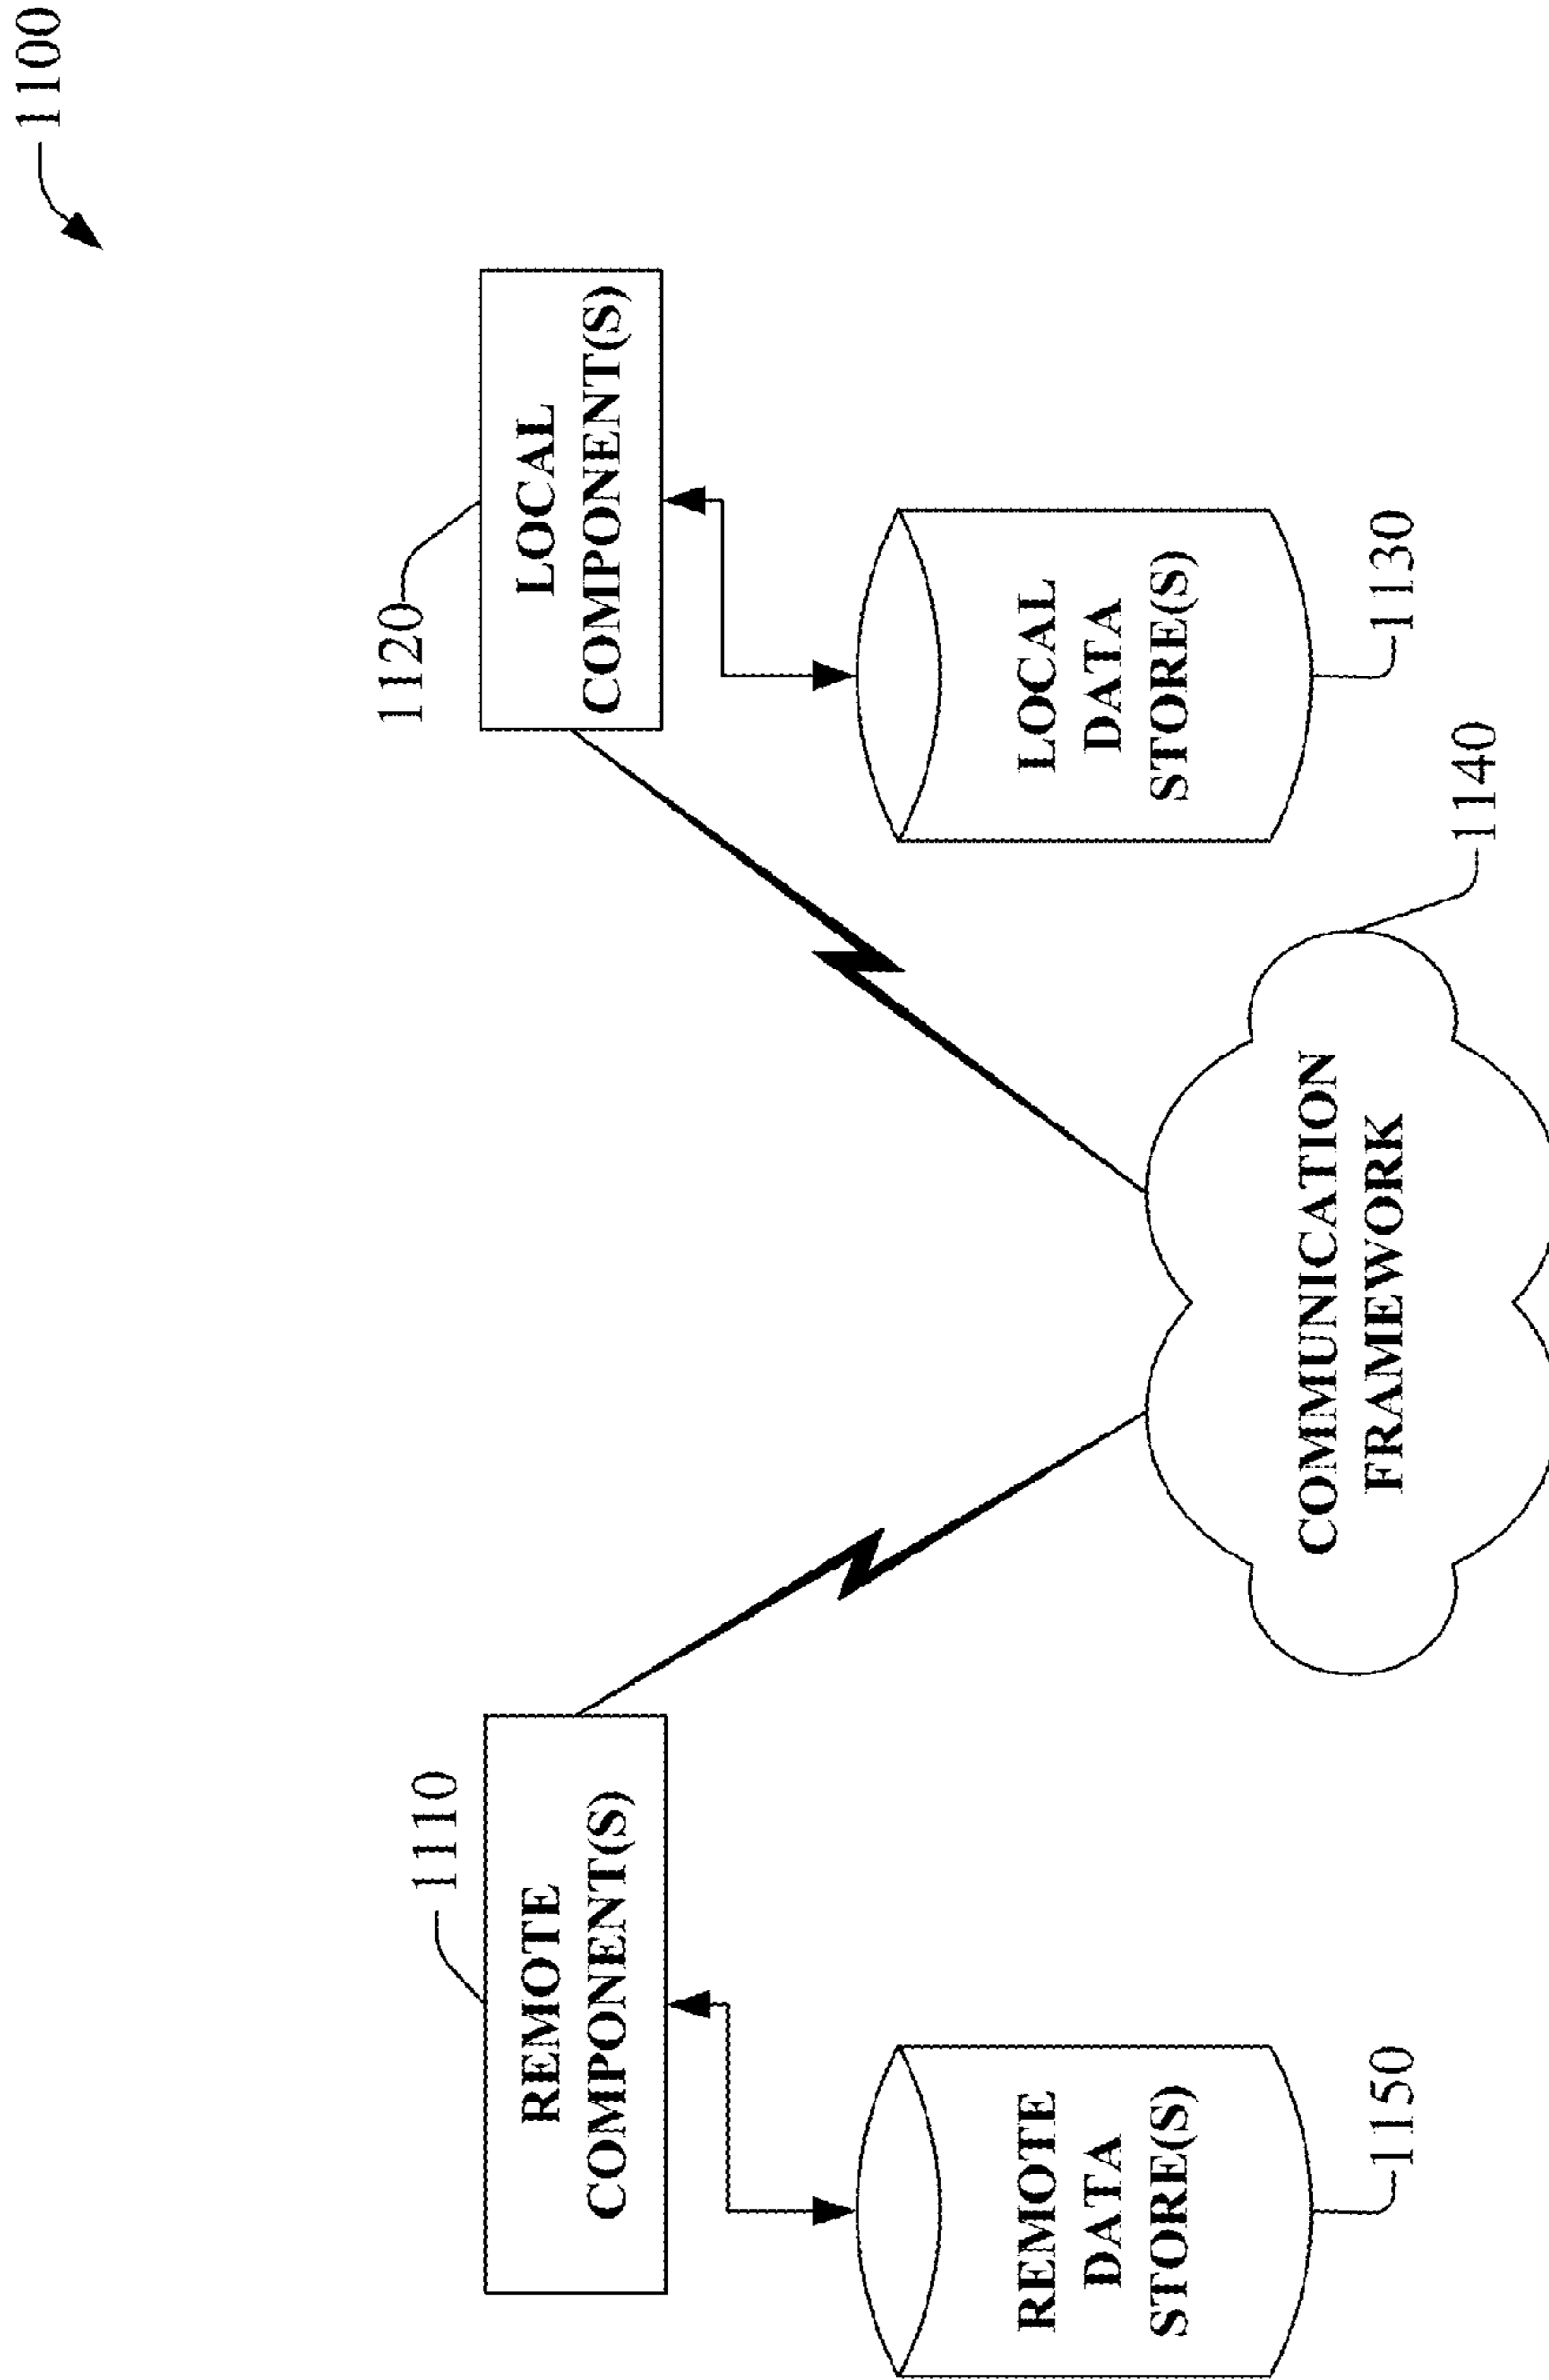 1100
1110
REMOTE
COMPONENT(S)
1120
LOCAL
COMPONENT(S)
REMOTE
DATA
STORE(S)
1150
LOCAL
DATA
STORE(S)
1130
COMMUNICATION
FRAMEWORK
1140